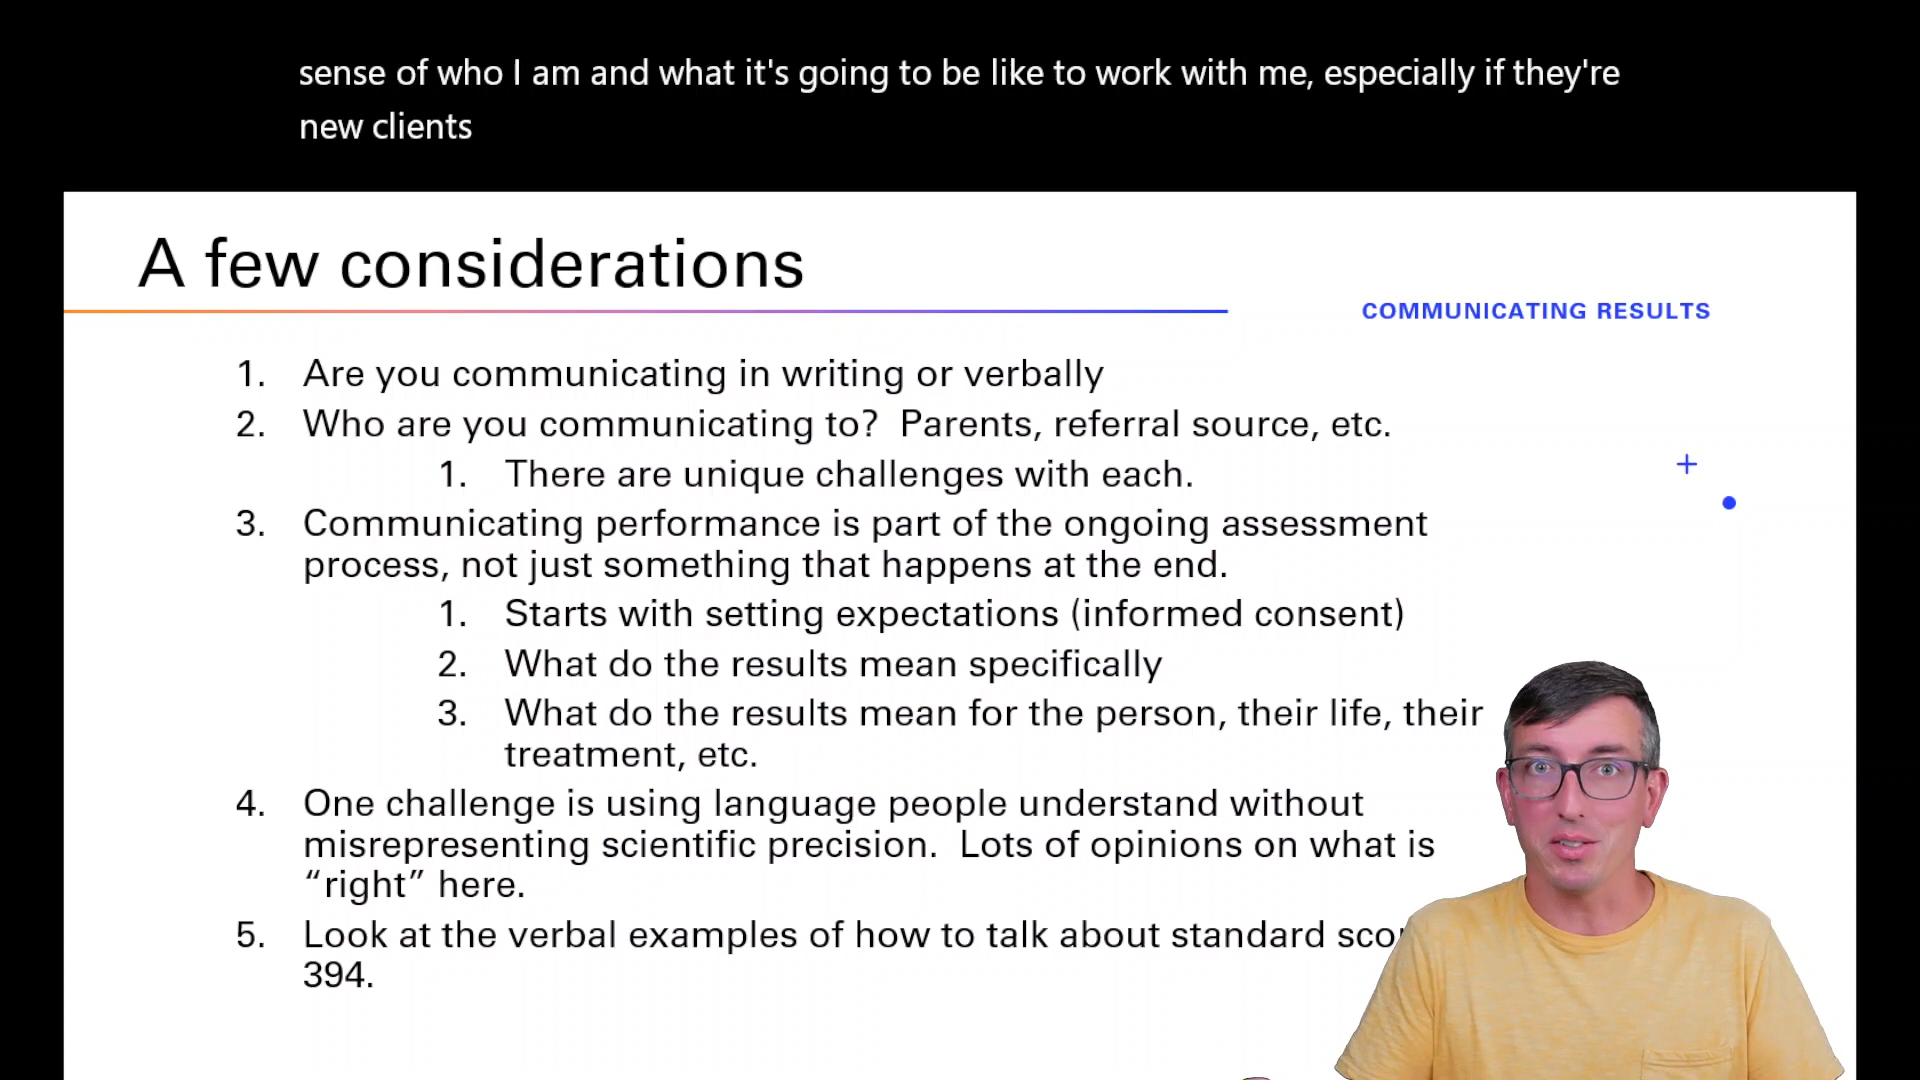 sense of who I am and what it's going to be like to work with me, especially if they're
new clients
A few considerations
COMMUNICATING RESULTS
1. Are you communicating in writing or verbally
2. Who are you communicating to?  Parents, referral source, etc.
1. There are unique challenges with each.
3. Communicating performance is part of the ongoing assessment
process, not just something that happens at the end.
1. Starts with setting expectations (informed consent)
2. What do the results mean specifically
3. What do the results mean for the person, their life, their
treatment, etc.
4. One challenge is using language people understand without
misrepresenting scientific precision.  Lots of opinions on what is
“right” here.
5. Look at the verbal examples of how to talk about standard
394.